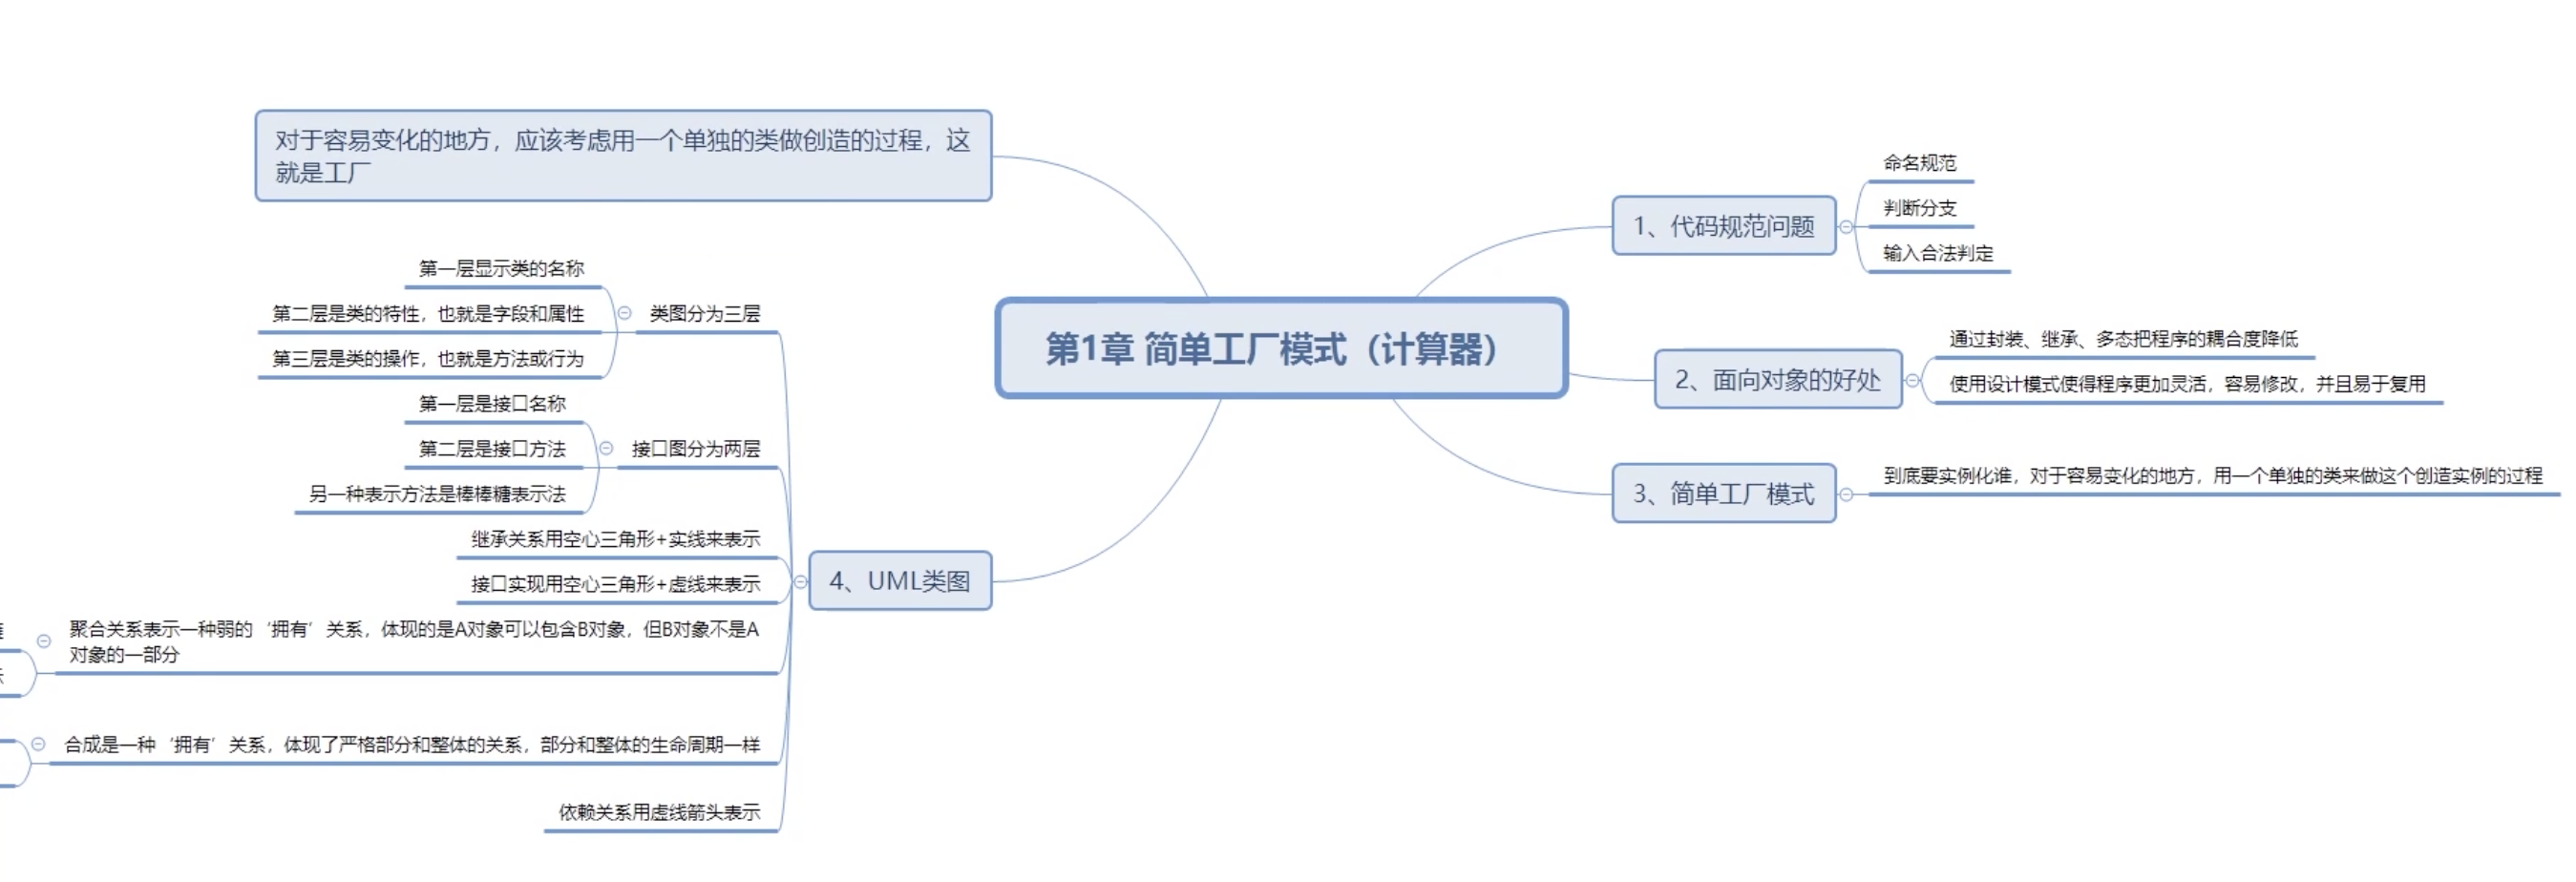 对于容易变化的地方，应该考虑用一个单独的类做创造的过程，这
就是工厂
第1章 简单工厂模式（计算器）
1、代码规范问题
命名规范
判断分支
输入合法判定
2、面向对象的好处
通过封装、继承、多态把程序的耦合度降低
使用设计模式使得程序更加灵活，容易修改，并且易于复用
3、简单工厂模式
到底要实例化谁，对于容易变化的地方，用一个单独的类来做这个创造实例的过程
4、UML类图
类图分为三层
第一层显示类的名称
第二层是类的特性，也就是字段和属性
第三层是类的操作，也就是方法或行为
接口图分为两层
第一层是接口名称
第二层是接口方法
另一种表示方法是棒棒糖表示法
继承关系用空心三角形+实线来表示
接口实现用空心三角形+虚线来表示
聚合关系表示一种弱的‘拥有’关系，体现的是A对象可以包含B对象，但B对象不是A
对象的一部分
合成是一种‘拥有’关系，体现了严格部分和整体的关系，部分和整体的生命周期一样
依赖关系用虚线箭头表示